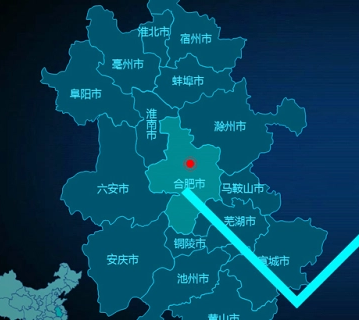 淮北市
宿州市
亳州市
蚌埠市
阜阳市
淮南市
滁州市
六安市
合肥市
马鞍山市
芜湖市
铜陵市
安庆市
宣城市
池州市
黄山市